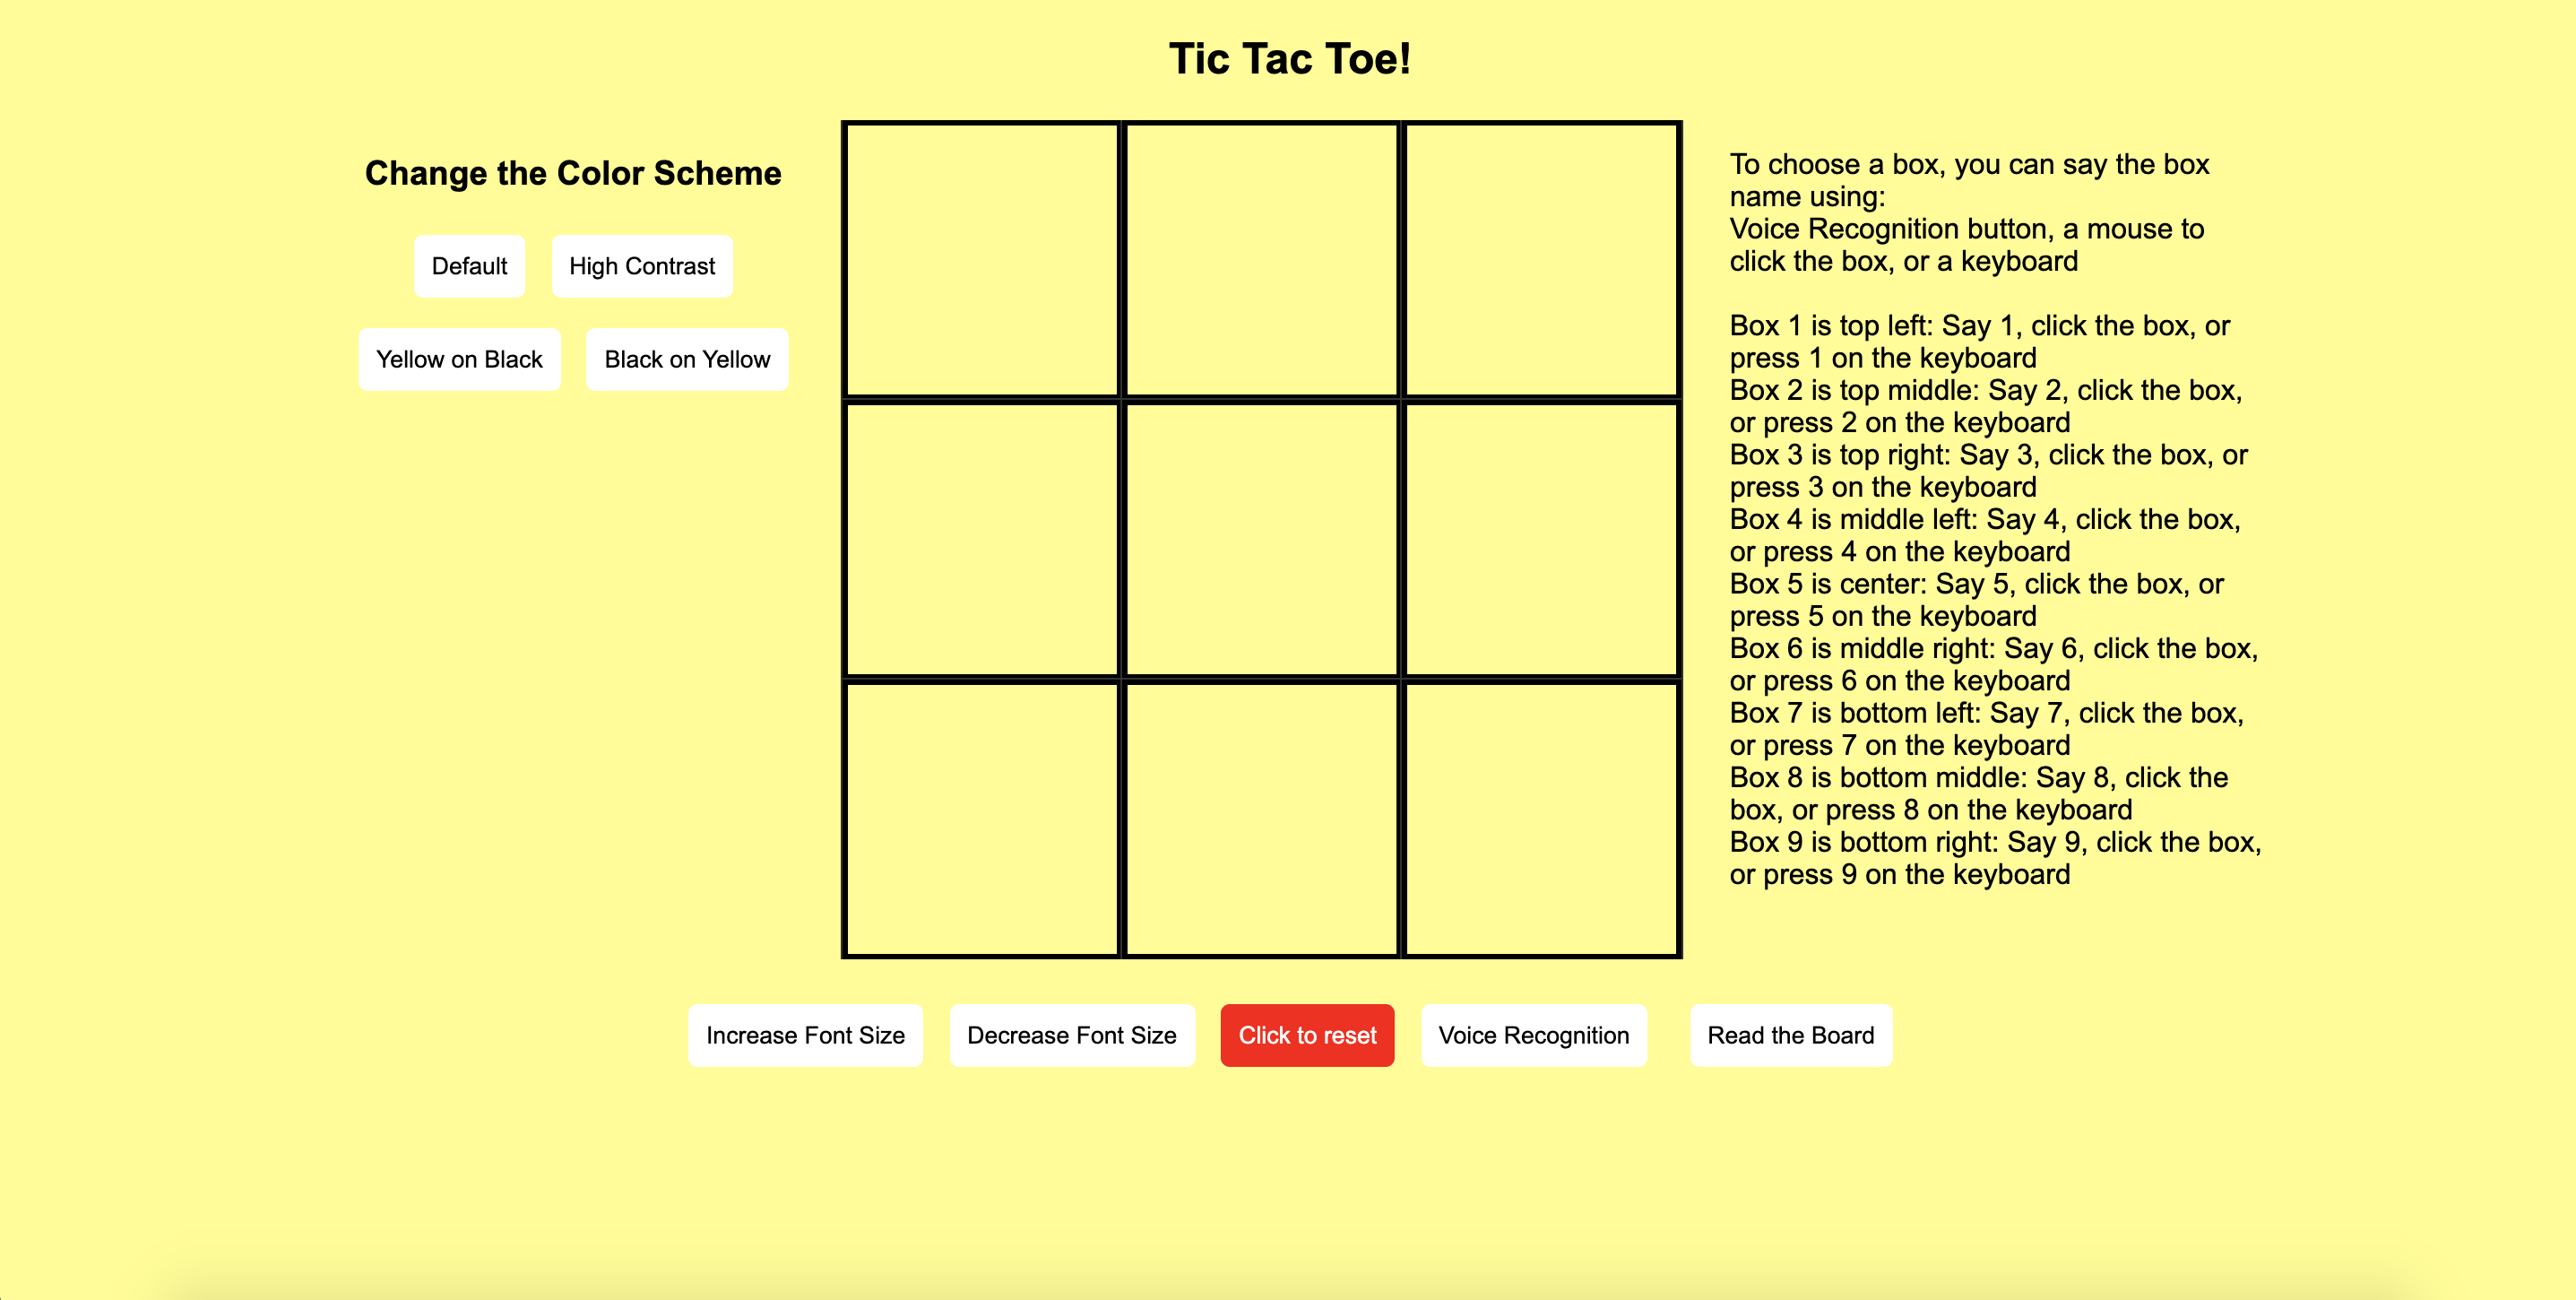 Tic Tac Toe!
Change the Color Scheme
Default
High Contrast
Yellow on Black
Black on Yellow
To choose a box, you can say the box
name using:
Voice Recognition button, a mouse to
click the box, or a keyboard
Box 1 is top left: Say 1, click the box, or
press 1 on the keyboard
Box 2 is top middle: Say 2, click the box,
or press 2 on the keyboard
Box 3 is top right: Say 3, click the box, or
press 3 on the keyboard
Box 4 is middle left: Say 4, click the box,
or press 4 on the keyboard
Box 5 is center: Say 5, click the box, or
press 5 on the keyboard
Box 6 is middle right: Say 6, click the box,
or press 6 on the keyboard
Box 7 is bottom left: Say 7, click the box,
or press 7 on the keyboard
Box 8 is bottom middle: Say 8, click the
box, or press 8 on the keyboard
Box 9 is bottom right: Say 9, click the box,
or press 9 on the keyboard
Increase Font Size
Decrease Font Size
Click to reset
Voice Recognition
Read the Board